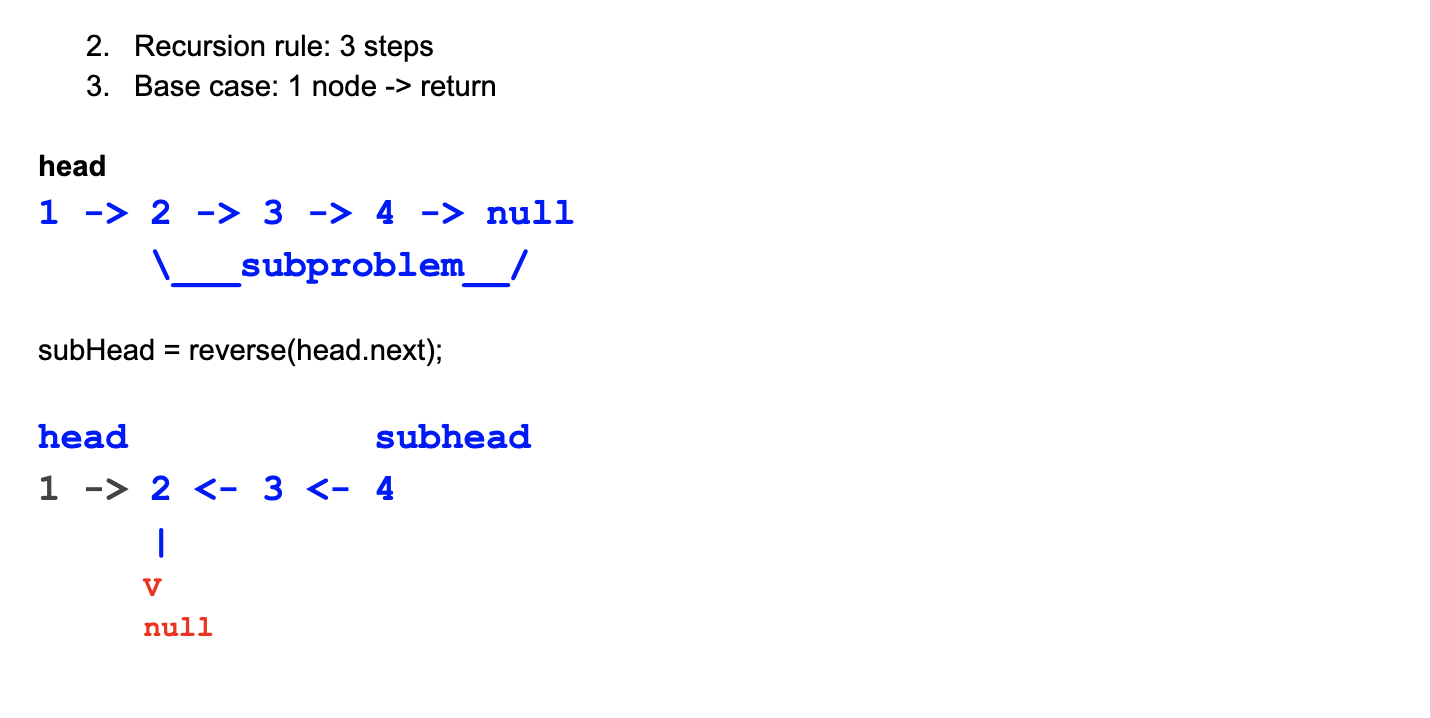 2. Recursion rule: 3 steps
3. Base case: 1 node -> return
head
1 -> 2 -> 3 -> 4 -> null
\___subproblem__/
subHead = reverse(head.next);
head subhead
1 -> 2 <- 3 <- 4
|
v
null